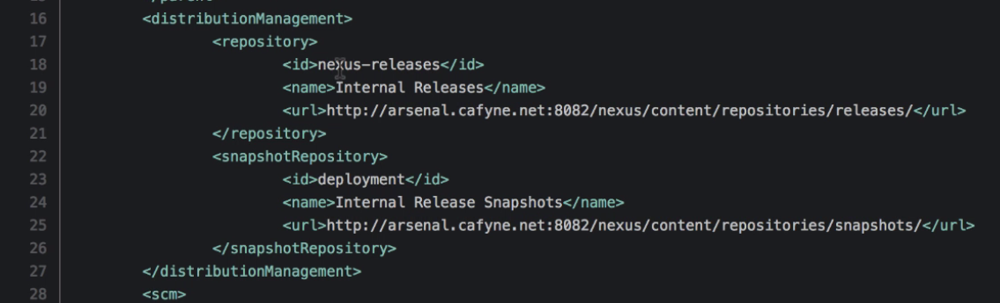 16 <distributionManagement>
17 <repository>
18 <id>nexus-releases</id>
19 <name>Internal Releases</name>
20 <url>http://arsenal.cafyne.net:8082/nexus/content/repositories/releases/</url>
21 </repository>
22 <snapshotRepository>
23 <id>deployment</id>
24 <name>Internal Release Snapshots</name>
25 <url>http://arsenal.cafyne.net:8082/nexus/content/repositories/snapshots/</url>
26 </snapshotRepository>
27 </distributionManagement>
28 <scm>